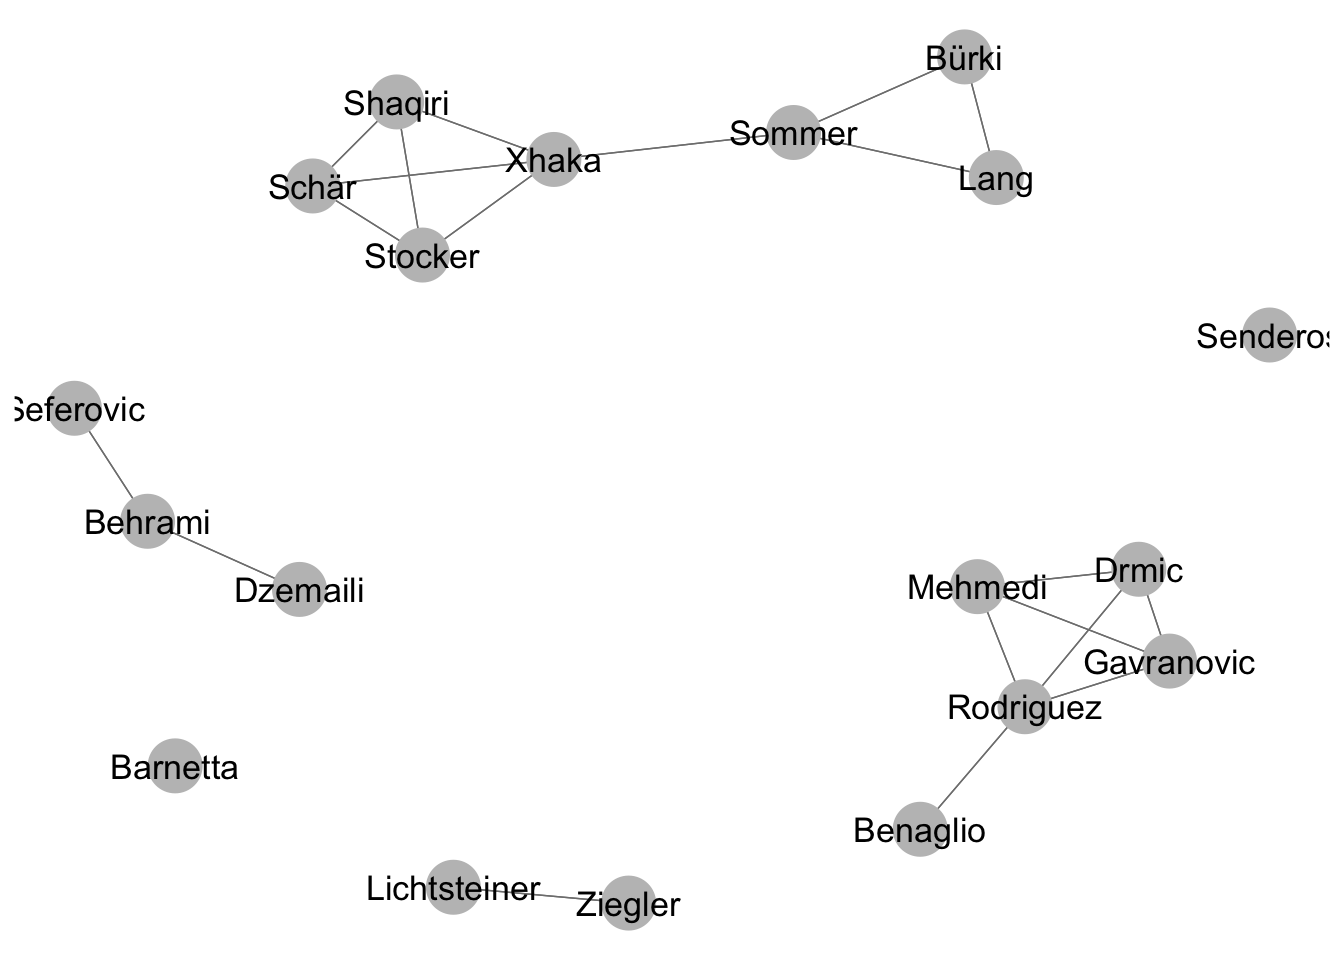 Bürki
Shaqiri
Sommer
Xhaka
Lang
Schär
Stocker
Senderos
Seferovic
Behrami
Dzemaili
Drmic
Mehmedi
Gavranovic
Rodriguez
Barnetta
Benaglio
Lichtsteiner
Ziegler